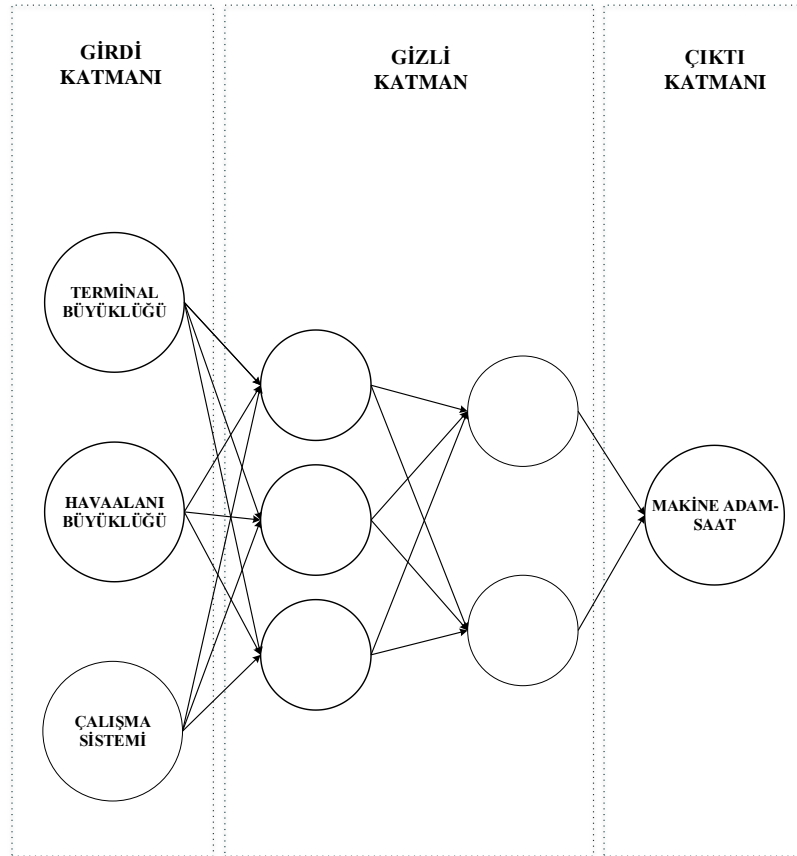 GİRDİ
KATMANI
GİZLİ
KATMAN
ÇIKTI
KATMANI
TERMİNAL
BÜYÜKLÜĞÜ
HAVAALANI
BÜYÜKLÜĞÜ
ÇALIŞMA
SİSTEMİ
MAKİNE ADAM-
SAAT